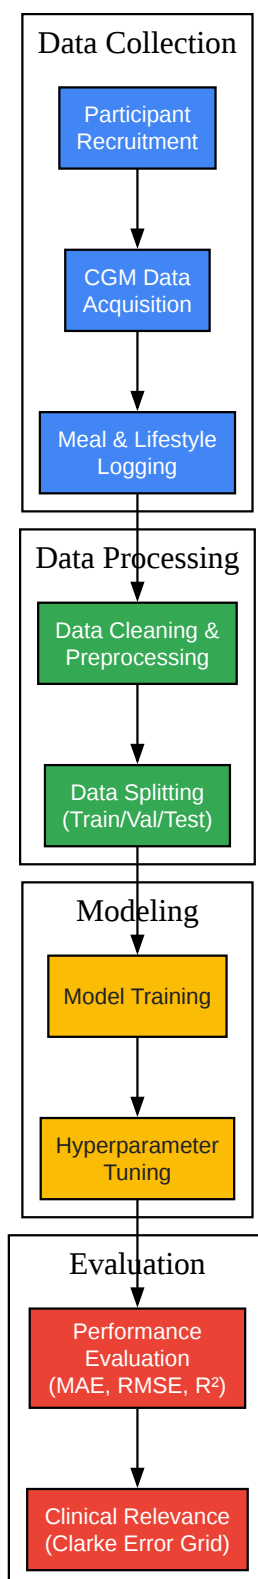 Data Collection
Participant
Recruitment
CGM Data
Acquisition
Meal & Lifestyle
Logging
Data Processing
Data Cleaning &
Preprocessing
Data Splitting
(Train/Val/Test)
Modeling
Model Training
Hyperparameter
Tuning
Evaluation
Performance
Evaluation
(MAE, RMSE, R²)
Clinical Relevance
(Clarke Error Grid)